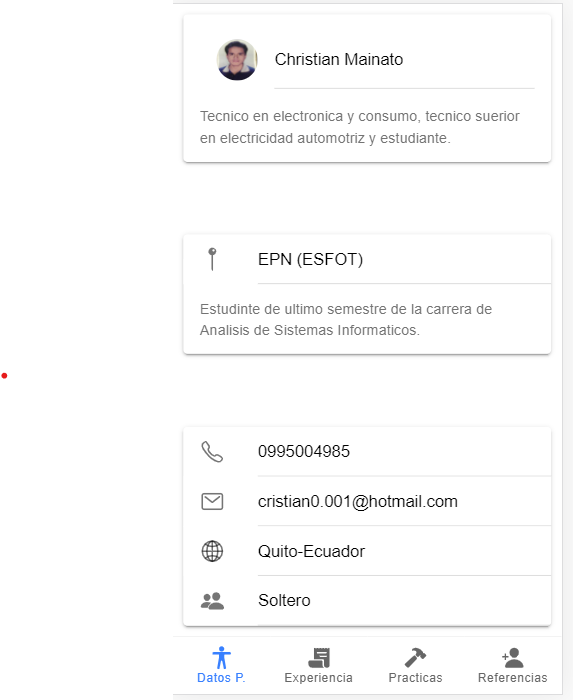 Christian Mainato
Tecnico en electronica y consumo, tecnico suerior
en electricidad automotriz y estudiante.
EPN (ESFOT)
Estudinte de ultimo semestre de la carrera de
Analisis de Sistemas Informaticos.
0995004985
cristian0.001@hotmail.com
Quito-Ecuador
Soltero
Datos P.
Experiencia
Practicas
Referencias